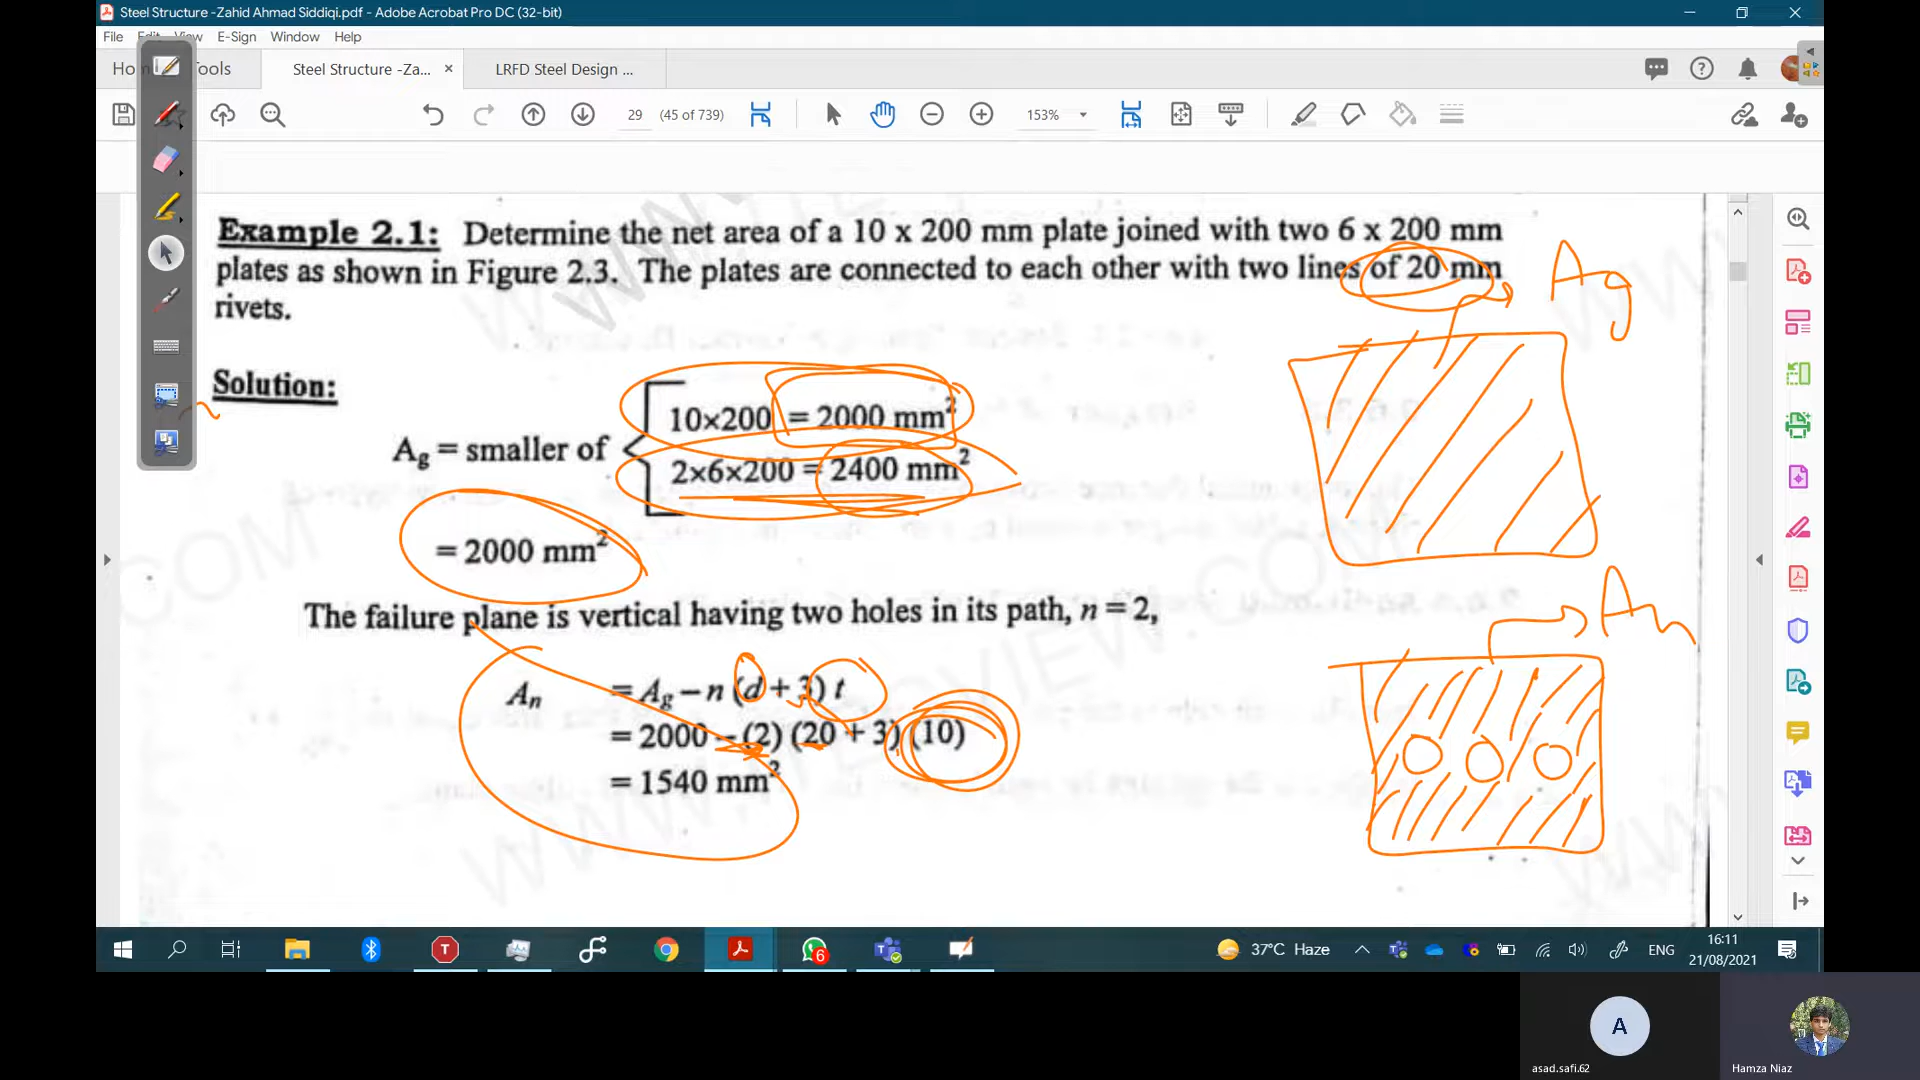 Steel Structure -Zahid Ahmad Siddiqi.pdf - Adobe Acrobat Pro DC (32-bit)
File Edit View E-Sign Window Help
Tools
Steel Structure -Za... ×
LRFD Steel Design ...
29 (45 of 739)
153%
Example 2.1: Determine the net area of a 10 x 200 mm plate joined with two 6 x 200 mm
plates as shown in Figure 2.3. The plates are connected to each other with two lines of 20 mm
rivets.
Ag
Solution:
10×200 = 2000 mm²
Ag = smaller of
2×6×200 = 2400 mm²
= 2000 mm²
The failure plane is vertical having two holes in its path, n = 2,
An
An = Ag – n (d + 3) t
= 2000 – (2) (20 + 3) (10)
= 1540 mm²
37°C Haze
ENG
16:11
21/08/2021
6
A
asad.safi.62
Hamza Niaz